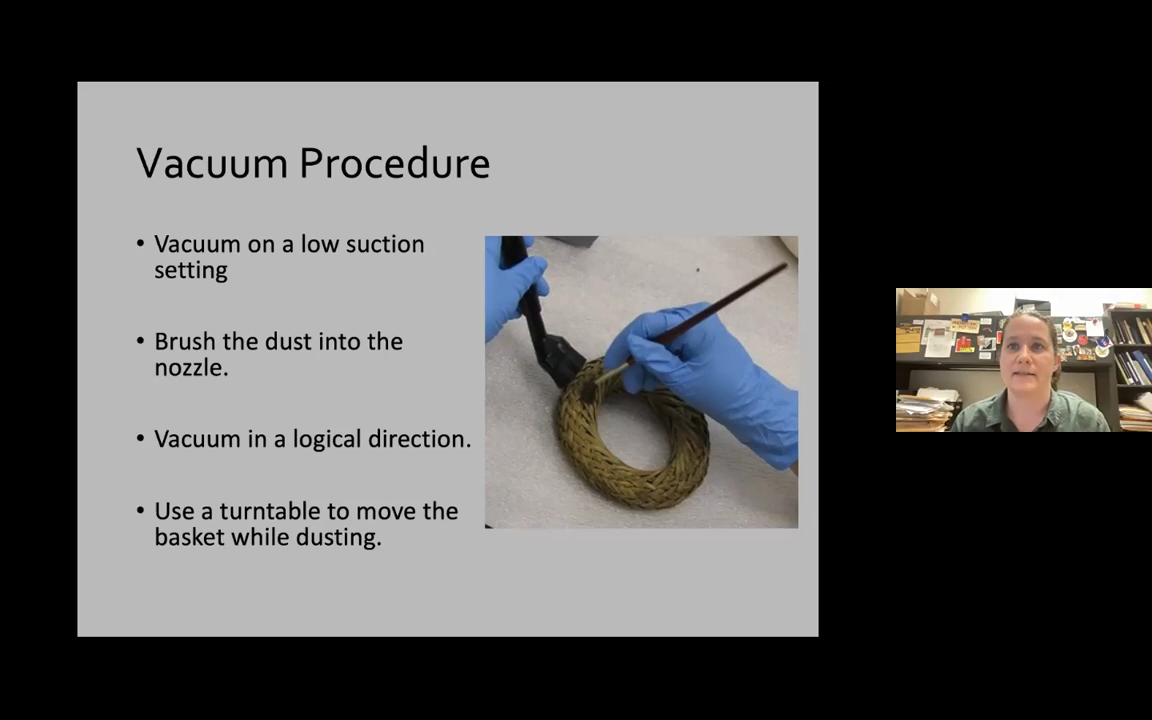 Vacuum Procedure
• Vacuum on a low suction
setting
• Brush the dust into the
nozzle.
• Vacuum in a logical direction.
• Use a turntable to move the
basket while dusting.